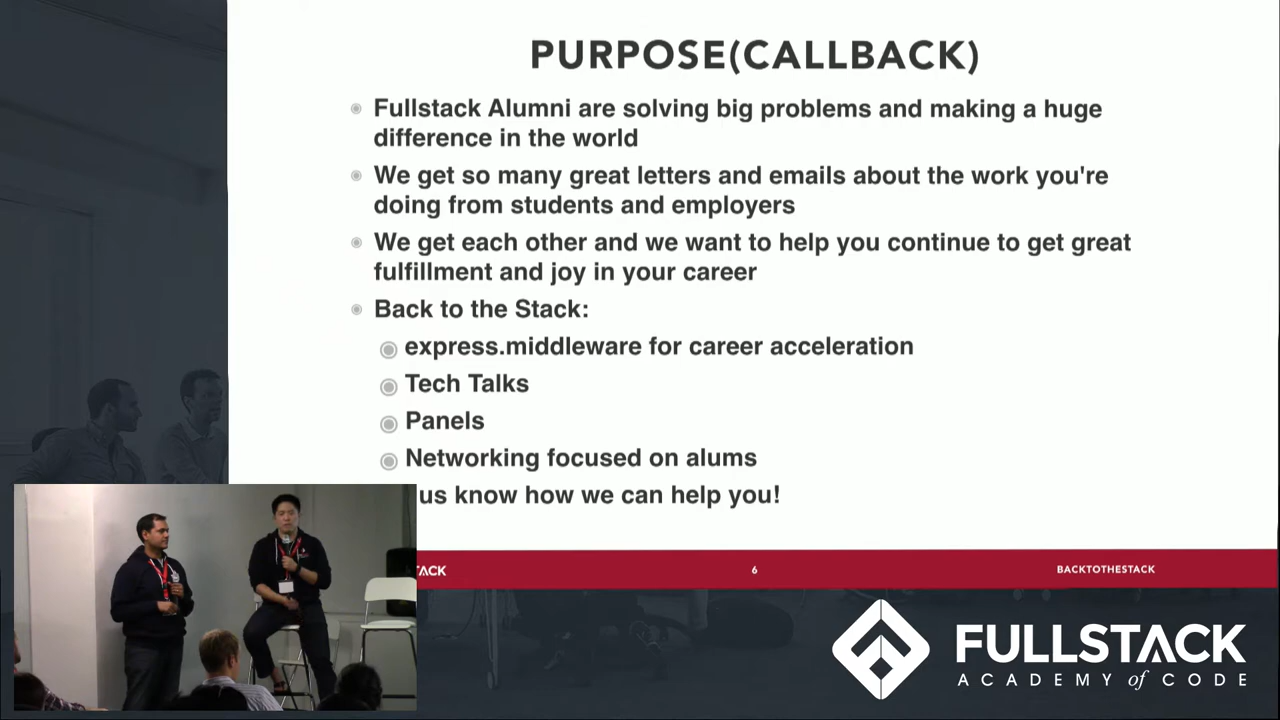 PURPOSE(CALLBACK)
Fullstack Alumni are solving big problems and making a huge
difference in the world
We get so many great letters and emails about the work you're
doing from students and employers
We get each other and we want to help you continue to get great
fulfillment and joy in your career
Back to the Stack:
express.middleware for career acceleration
Tech Talks
Panels
Networking focused on alums
us know how we can help you!
TACK
6
BACKTOTHESTACK
FULLSTACK
ACADEMY of CODE